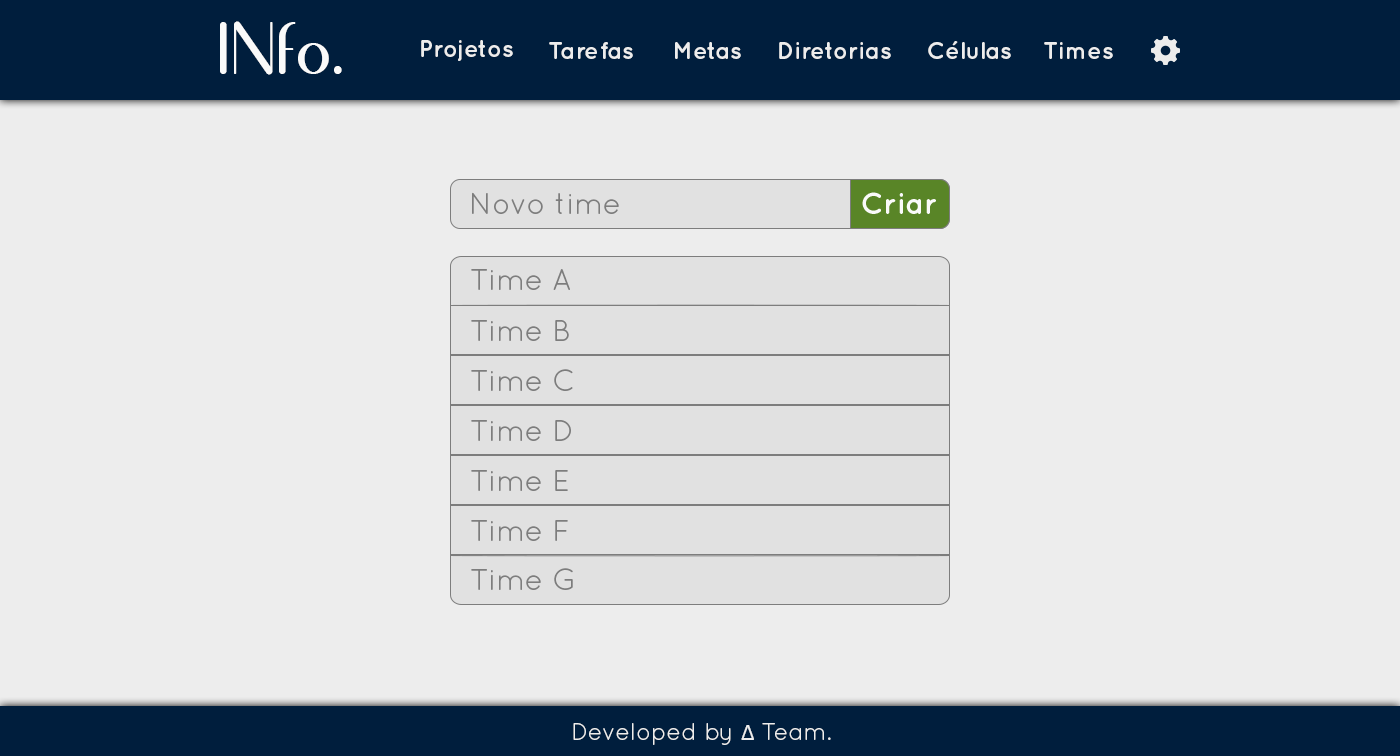 INfo. Projetos Tarefas Metas Diretorias Células Times
Novo time Criar
Time A
Time B
Time C
Time D
Time E
Time F
Time G
Developed by Δ Team.